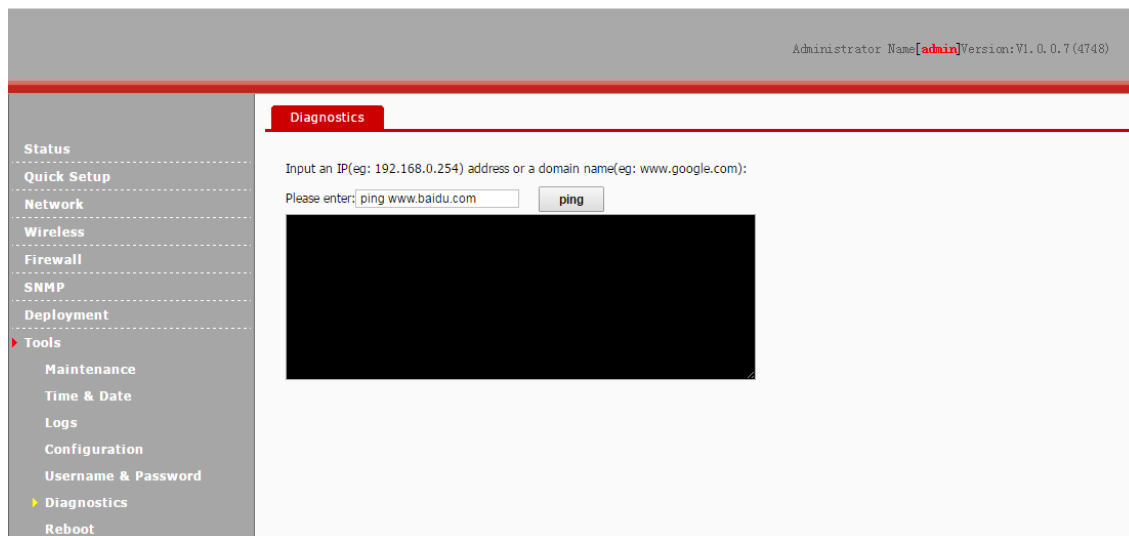 Administrator Name[admin]Version:V1.0.0.7(4748)
Diagnostics
Status
Quick Setup
Network
Wireless
Firewall
SNMP
Deployment
Tools
Maintenance
Time & Date
Logs
Configuration
Username & Password
Diagnostics
Reboot
Input an IP(eg: 192.168.0.254) address or a domain name(eg: www.google.com):
Please enter: ping www.baidu.com ping